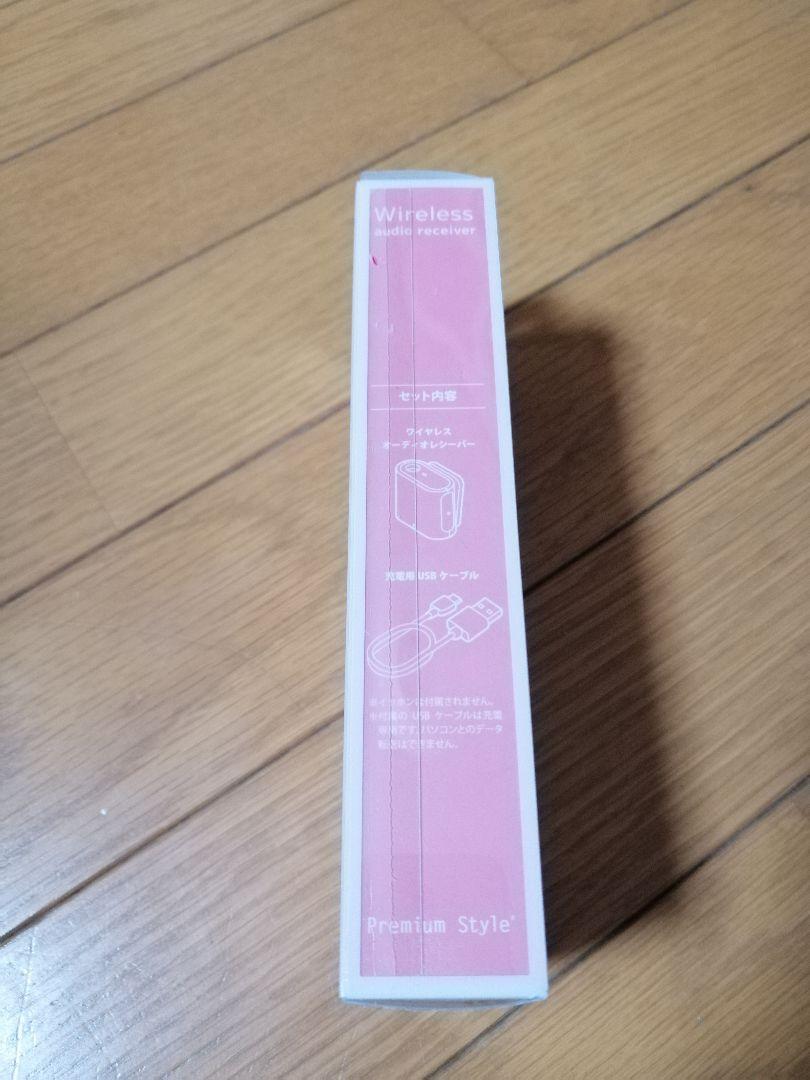 Wireless
audio receiver
セット内容
ワイヤレス
オーディオレシーバー
充電用 USB ケーブル
※イヤホンは付属されません。
※付属の USB ケーブルは充電
専用です。パソコンとのデータ
転送はできません。
Premium Style®